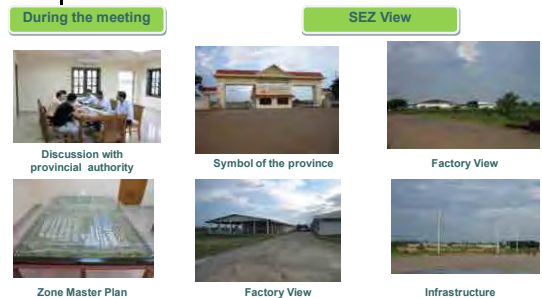 During the meeting
SEZ View
Discussion with
provincial authority
Symbol of the province
Factory View
Zone Master Plan
Factory View
Infrastructure